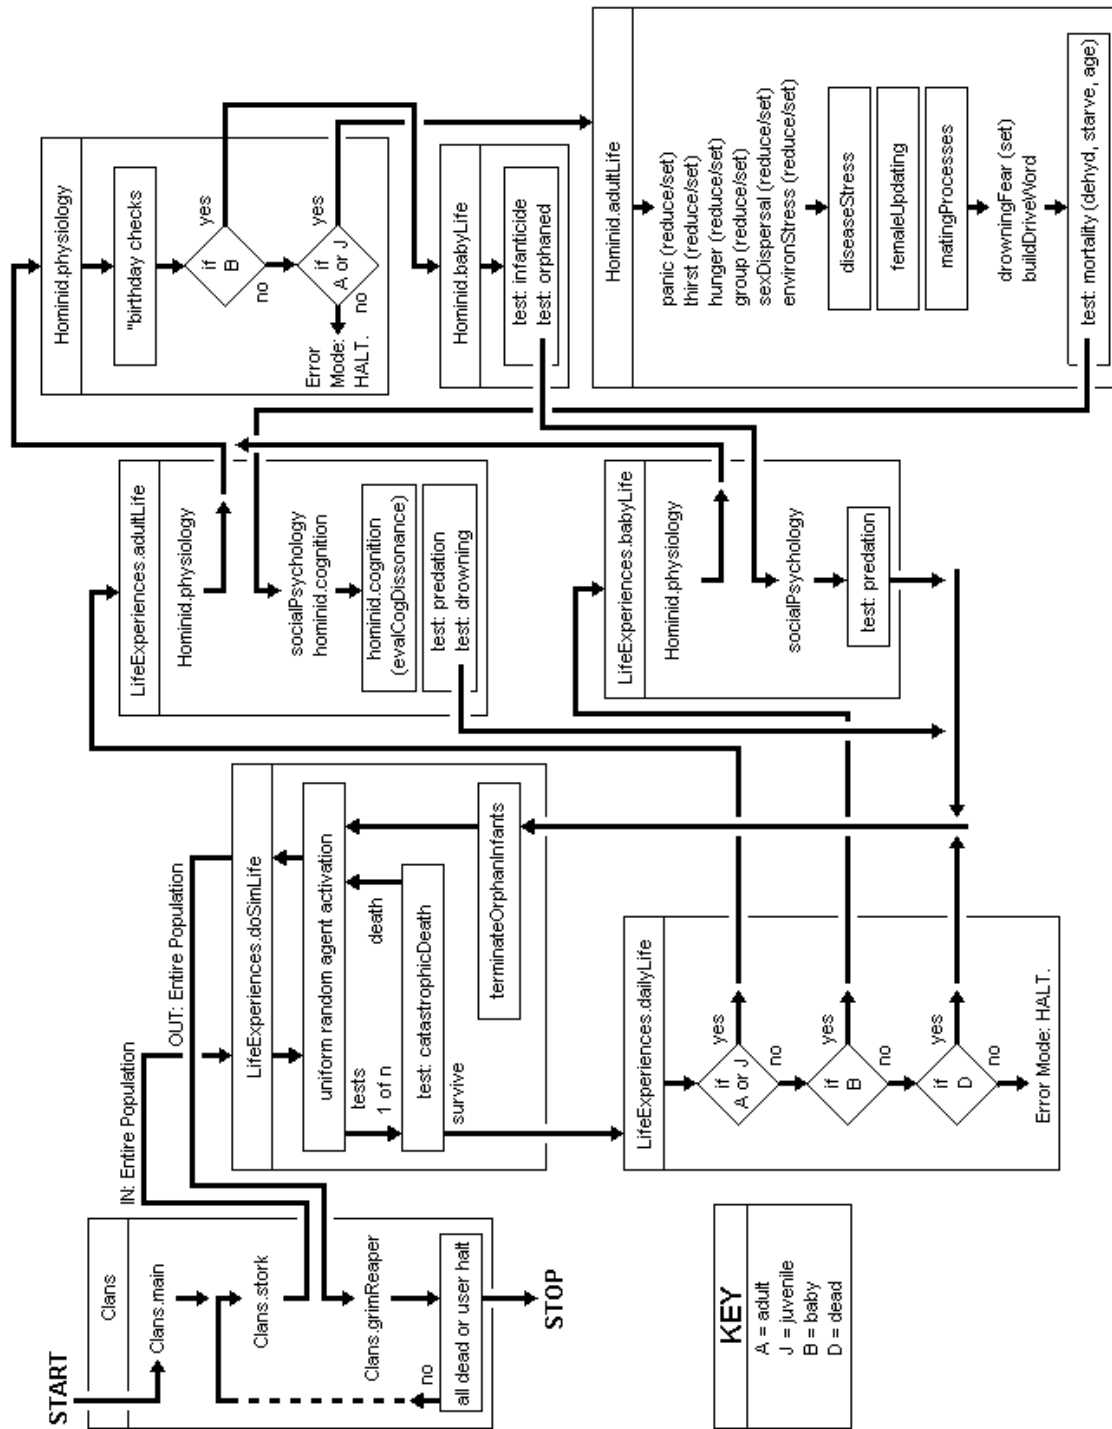 START
Clans
Clans.main
Clans.stork
Clans.grimReaper
all dead or user halt
no
STOP
IN: Entire Population
OUT: Entire Population
LifeExperiences.doSimLife
uniform random agent activation
tests
1 of n
death
test: catastrophicDeath
survive
terminateOrphanInfants
LifeExperiences.dailyLife
if
A or J
yes
no
if
B
yes
no
if
D
yes
no
Error Mode: HALT.
KEY
A = adult
J = juvenile
B = baby
D = dead
LifeExperiences.adultLife
Hominid.physiology
socialPsychology
hominid.cognition
hominid.cognition
(evalCogDissonance)
test: predation
test: drowning
LifeExperiences.babyLife
Hominid.physiology
socialPsychology
test: predation
Hominid.physiology
"birthday checks
if
B
yes
no
if
A or J
yes
no
Error
Mode:
HALT.
Hominid.babyLife
test: infanticide
test: orphaned
Hominid.adultLife
panic (reduce/set)
thirst (reduce/set)
hunger (reduce/set)
group (reduce/set)
sexDispersal (reduce/set)
environStress (reduce/set)
diseaseStress
femaleUpdating
matingProcesses
drowningFear (set)
buildDriveWord
test: mortality (dehyd, starve, age)